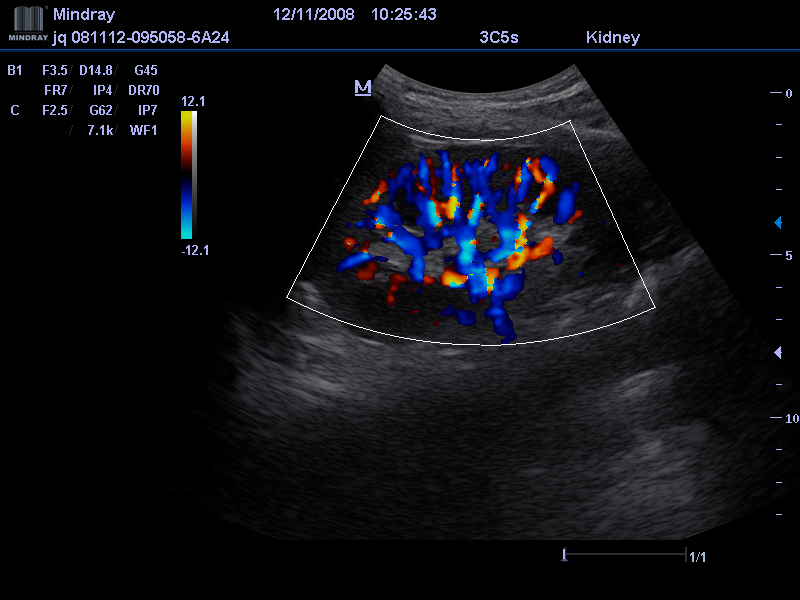 Mindray 12/11/2008 10:25:43
MINDRAY jq 081112-095058-6A24 3C5s Kidney
B1 F3.5/ D14.8/ G45
FR7/ IP4/ DR70
C F2.5/ G62/ IP7
/ 7.1k/ WF1
12.1
-12.1
M
0
5
10
1/1